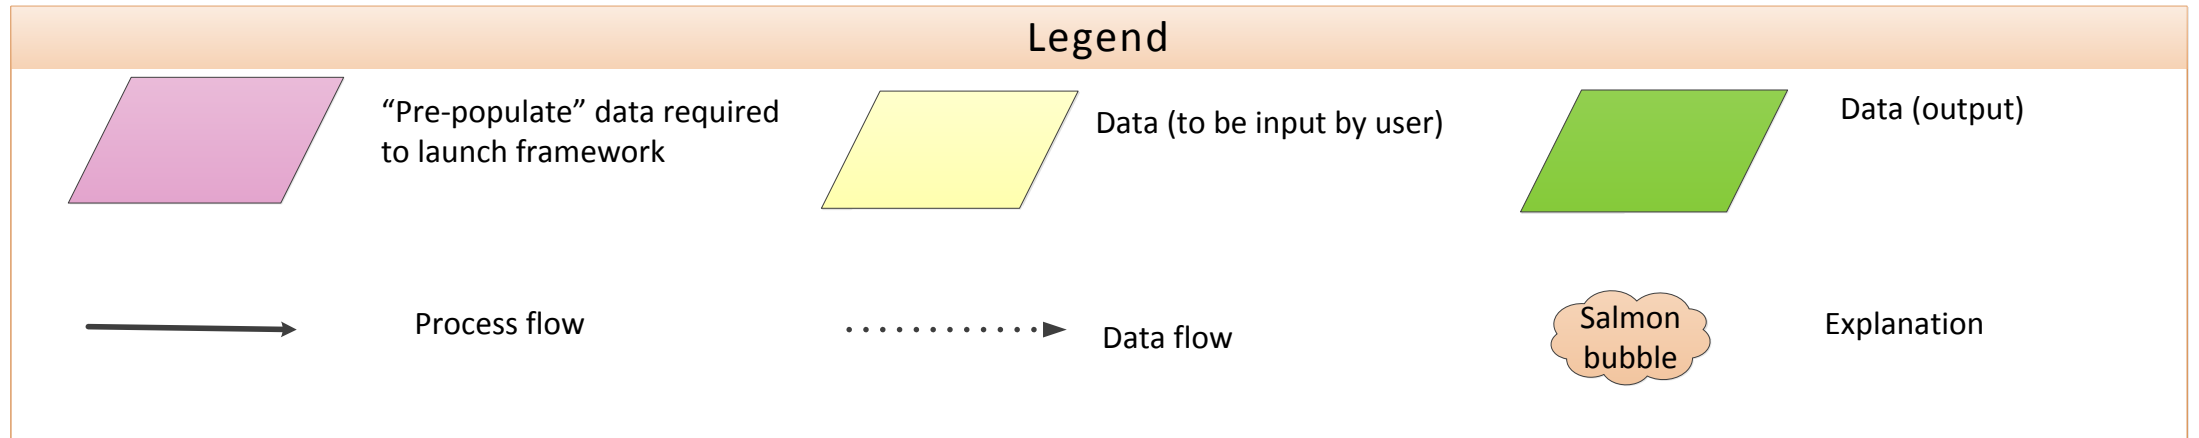 Legend
“Pre-populate” data required
to launch framework
Data (to be input by user)
Data (output)
Process flow
Data flow
Salmon
bubble
Explanation